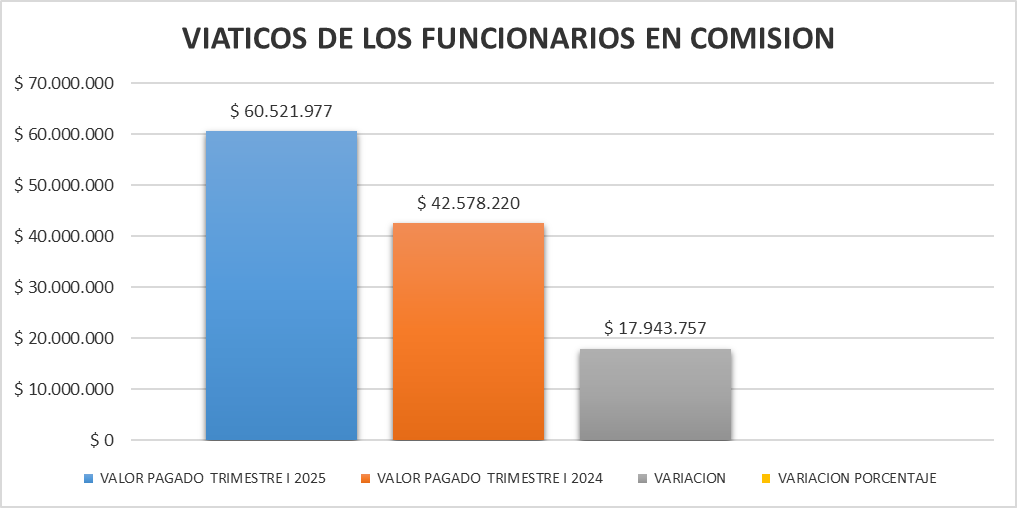 VIATICOS DE LOS FUNCIONARIOS EN COMISION
$ 70.000.000
$ 60.000.000
$ 50.000.000
$ 40.000.000
$ 30.000.000
$ 20.000.000
$ 10.000.000
$ 0
$ 60.521.977
$ 42.578.220
$ 17.943.757
VALOR PAGADO TRIMESTRE I 2025
VALOR PAGADO TRIMESTRE I 2024
VARIACION
VARIACION PORCENTAJE